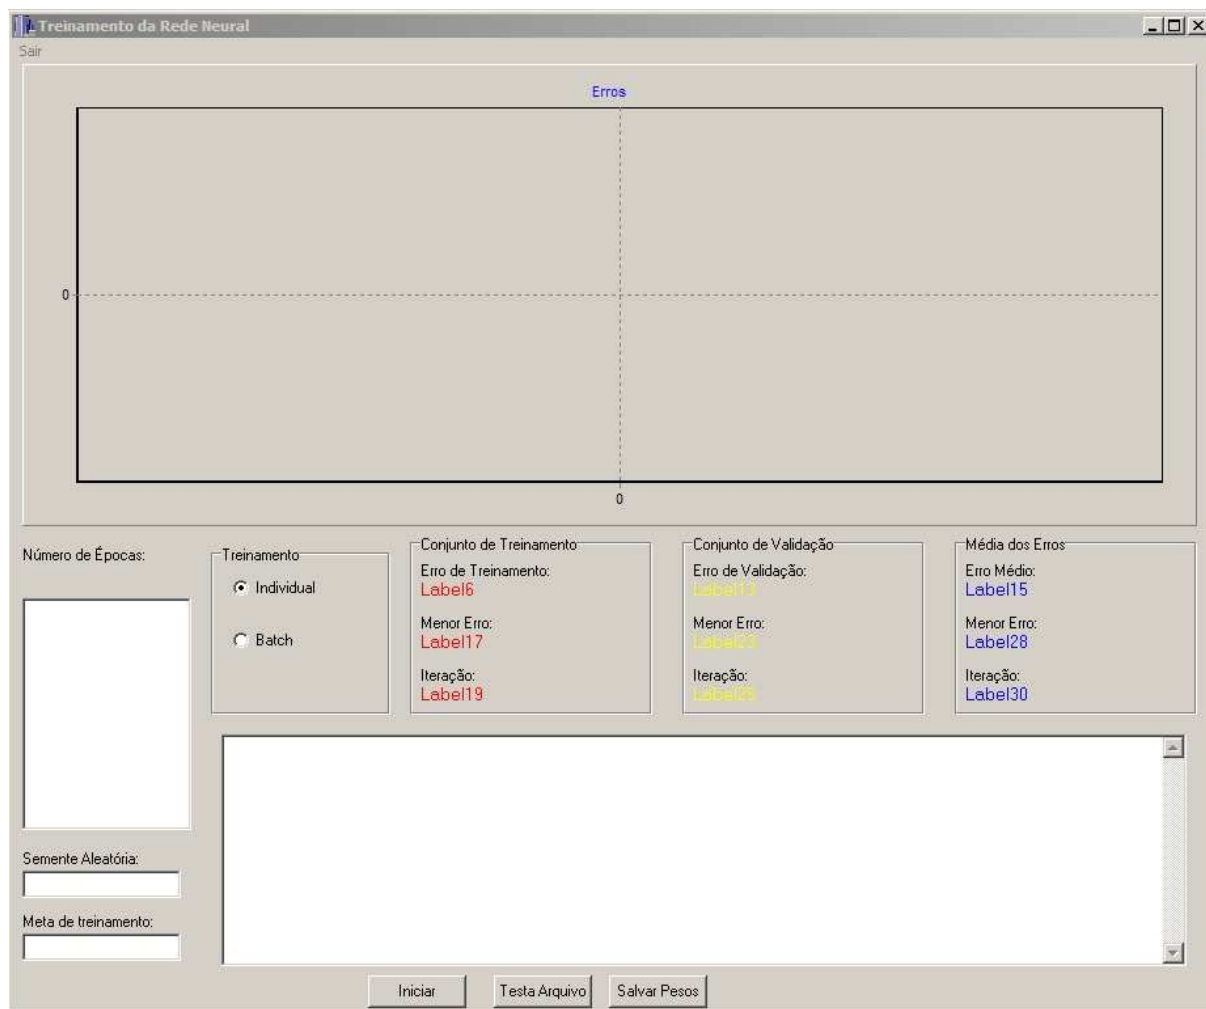 Treinamento da Rede Neural
Sair
Erros
0
0
Número de Épocas:
Treinamento
Individual
Batch
Conjunto de Treinamento
Erro de Treinamento:
Label6
Menor Erro:
Label17
Iteração:
Label19
Conjunto de Validação
Erro de Validação:
Label13
Menor Erro:
Label23
Iteração:
Média dos Erros
Erro Médio:
Label15
Menor Erro:
Label28
Iteração:
Label30
Semente Aleatória:
Meta de treinamento:
Iniciar
Testa Arquivo
Salvar Pesos